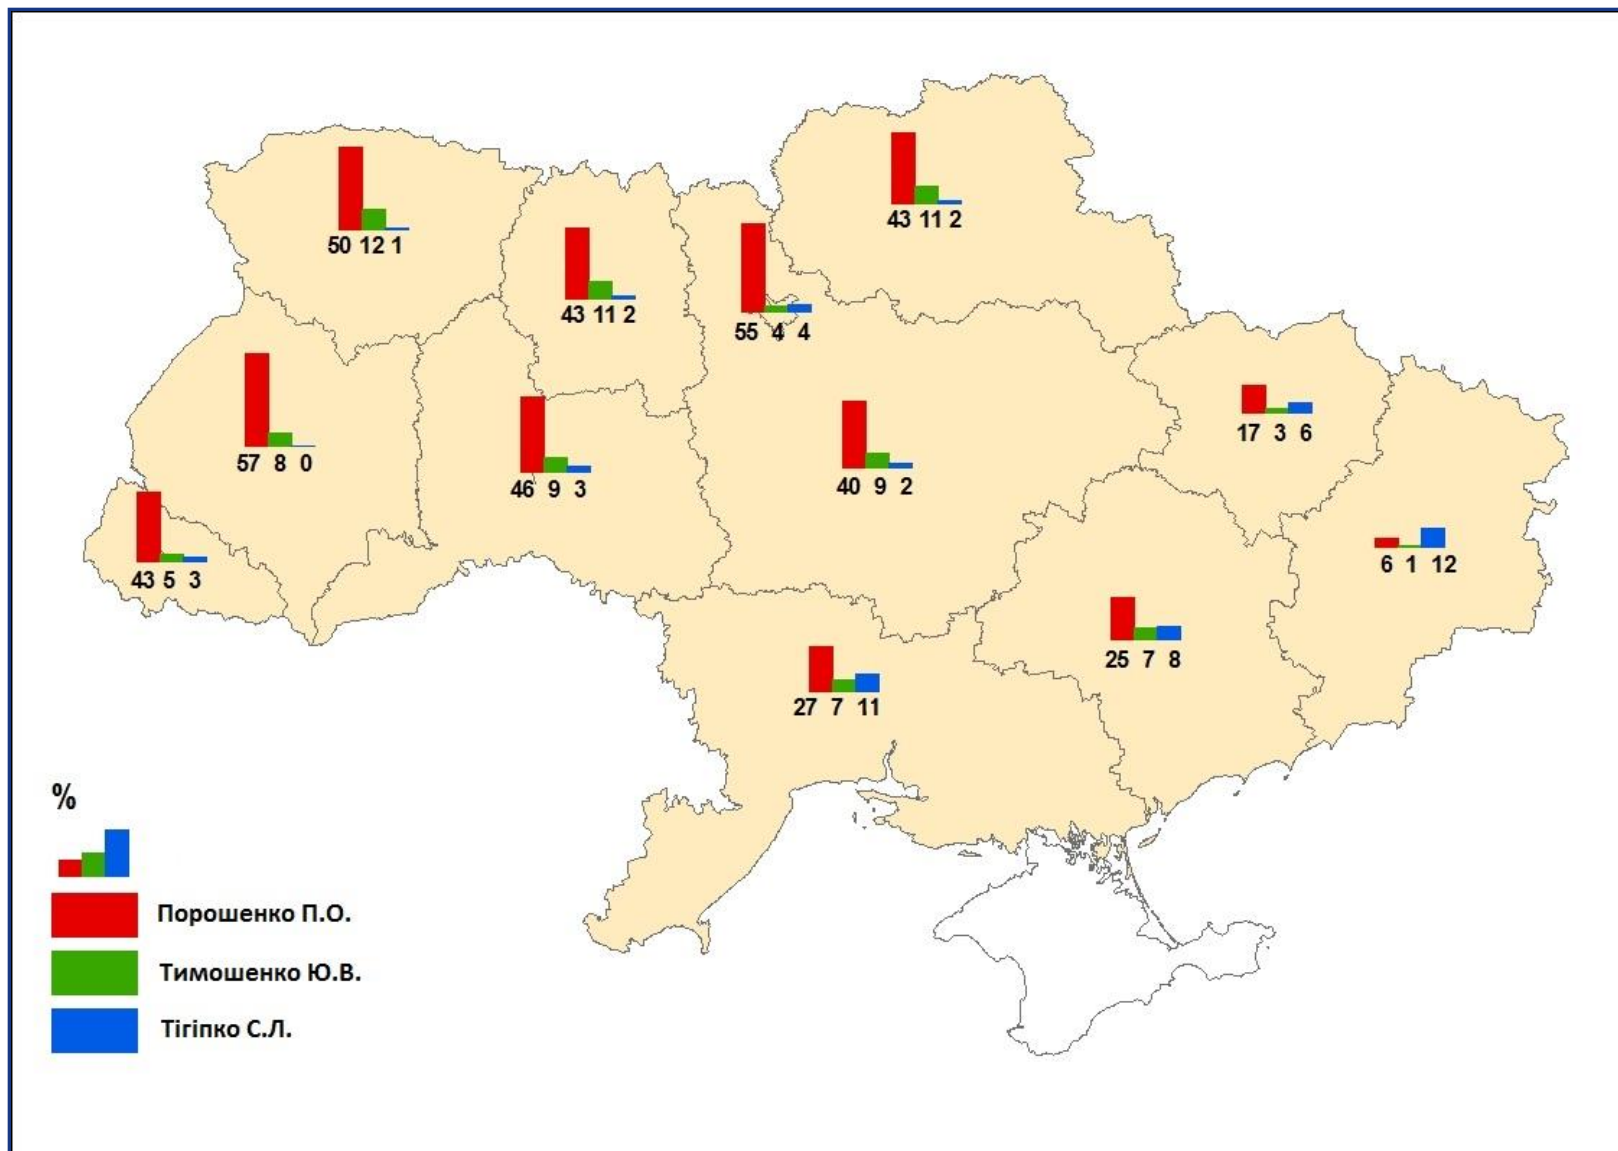 43 11 2
50 12 1
43 11 2
55 4 4
57 8 0
46 9 3
40 9 2
17 3 6
43 5 3
6 1 12
25 7 8
27 7 11
%
Порошенко П.О.
Тимошенко Ю.В.
Тігіпко С.Л.